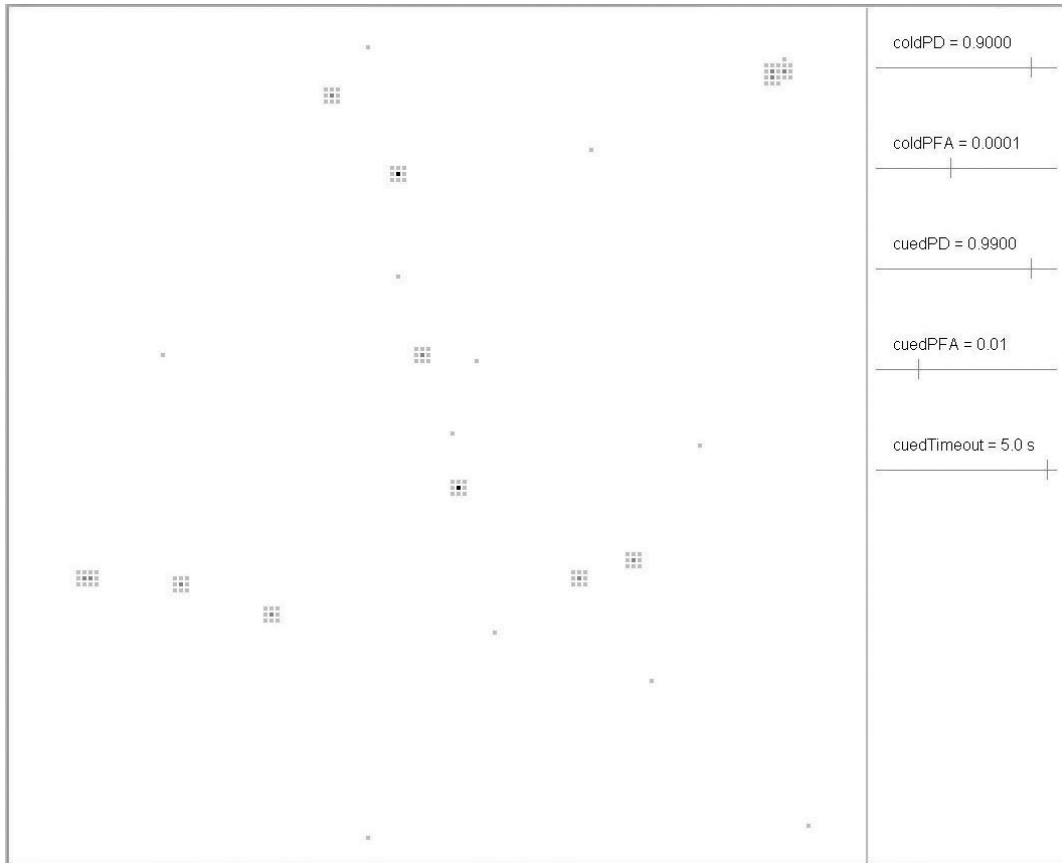 coldPD = 0.9000
coldPFA = 0.0001
cuedPD = 0.9900
cuedPFA = 0.01
cuedTimeout = 5.0 s